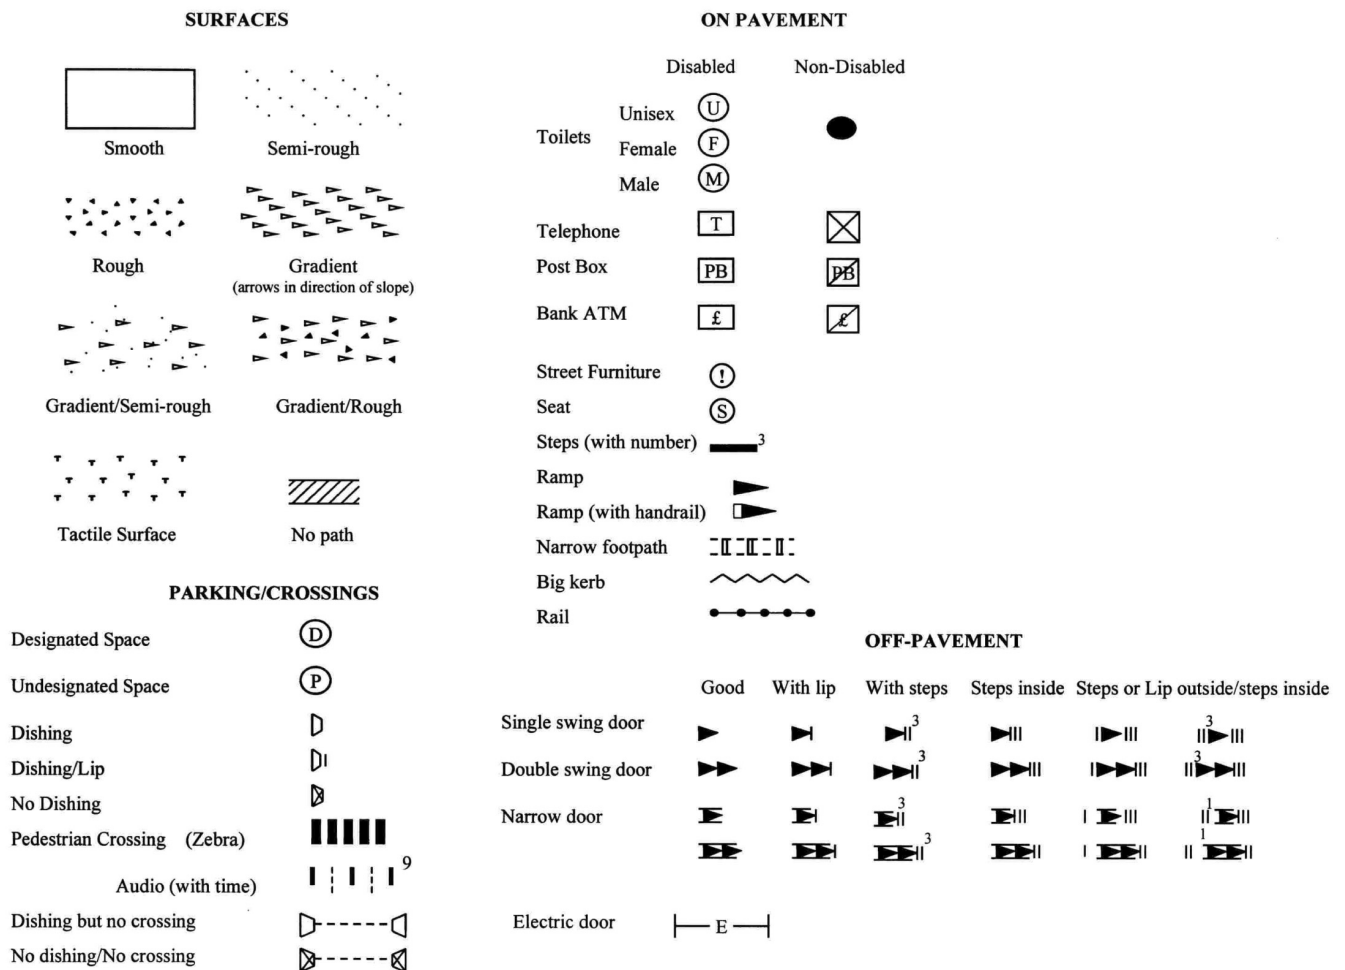 SURFACES
Smooth
Semi-rough
Rough
Gradient
(arrows in direction of slope)
Gradient/Semi-rough
Gradient/Rough
Tactile Surface
No path
PARKING/CROSSINGS
Designated Space D
Undesignated Space P
Dishing
Dishing/Lip
No Dishing
Pedestrian Crossing (Zebra)
Audio (with time) 9
Dishing but no crossing
No dishing/No crossing
ON PAVEMENT
Disabled Non-Disabled
Toilets
Unisex U
Female F
Male M
Telephone T
Post Box PB PB
Bank ATM £ £
Street Furniture !
Seat S
Steps (with number) 3
Ramp
Ramp (with handrail)
Narrow footpath
Big kerb
Rail
OFF-PAVEMENT
Good With lip With steps Steps inside Steps or Lip outside/steps inside
Single swing door 3 3
Double swing door 3 3
Narrow door 3 1
3 1
Electric door E